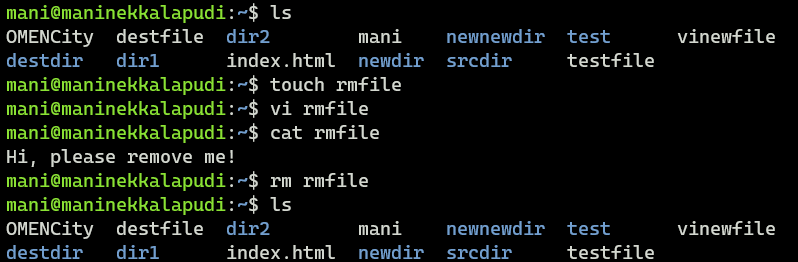 mani@maninekkalapudi:~$ ls
OMENCity  destfile  dir2        mani    newnewdir  test      vinewfile
destdir   dir1      index.html  newdir  srcdir     testfile
mani@maninekkalapudi:~$ touch rmfile
mani@maninekkalapudi:~$ vi rmfile
mani@maninekkalapudi:~$ cat rmfile
Hi, please remove me!
mani@maninekkalapudi:~$ rm rmfile
mani@maninekkalapudi:~$ ls
OMENCity  destfile  dir2        mani    newnewdir  test      vinewfile
destdir   dir1      index.html  newdir  srcdir     testfile